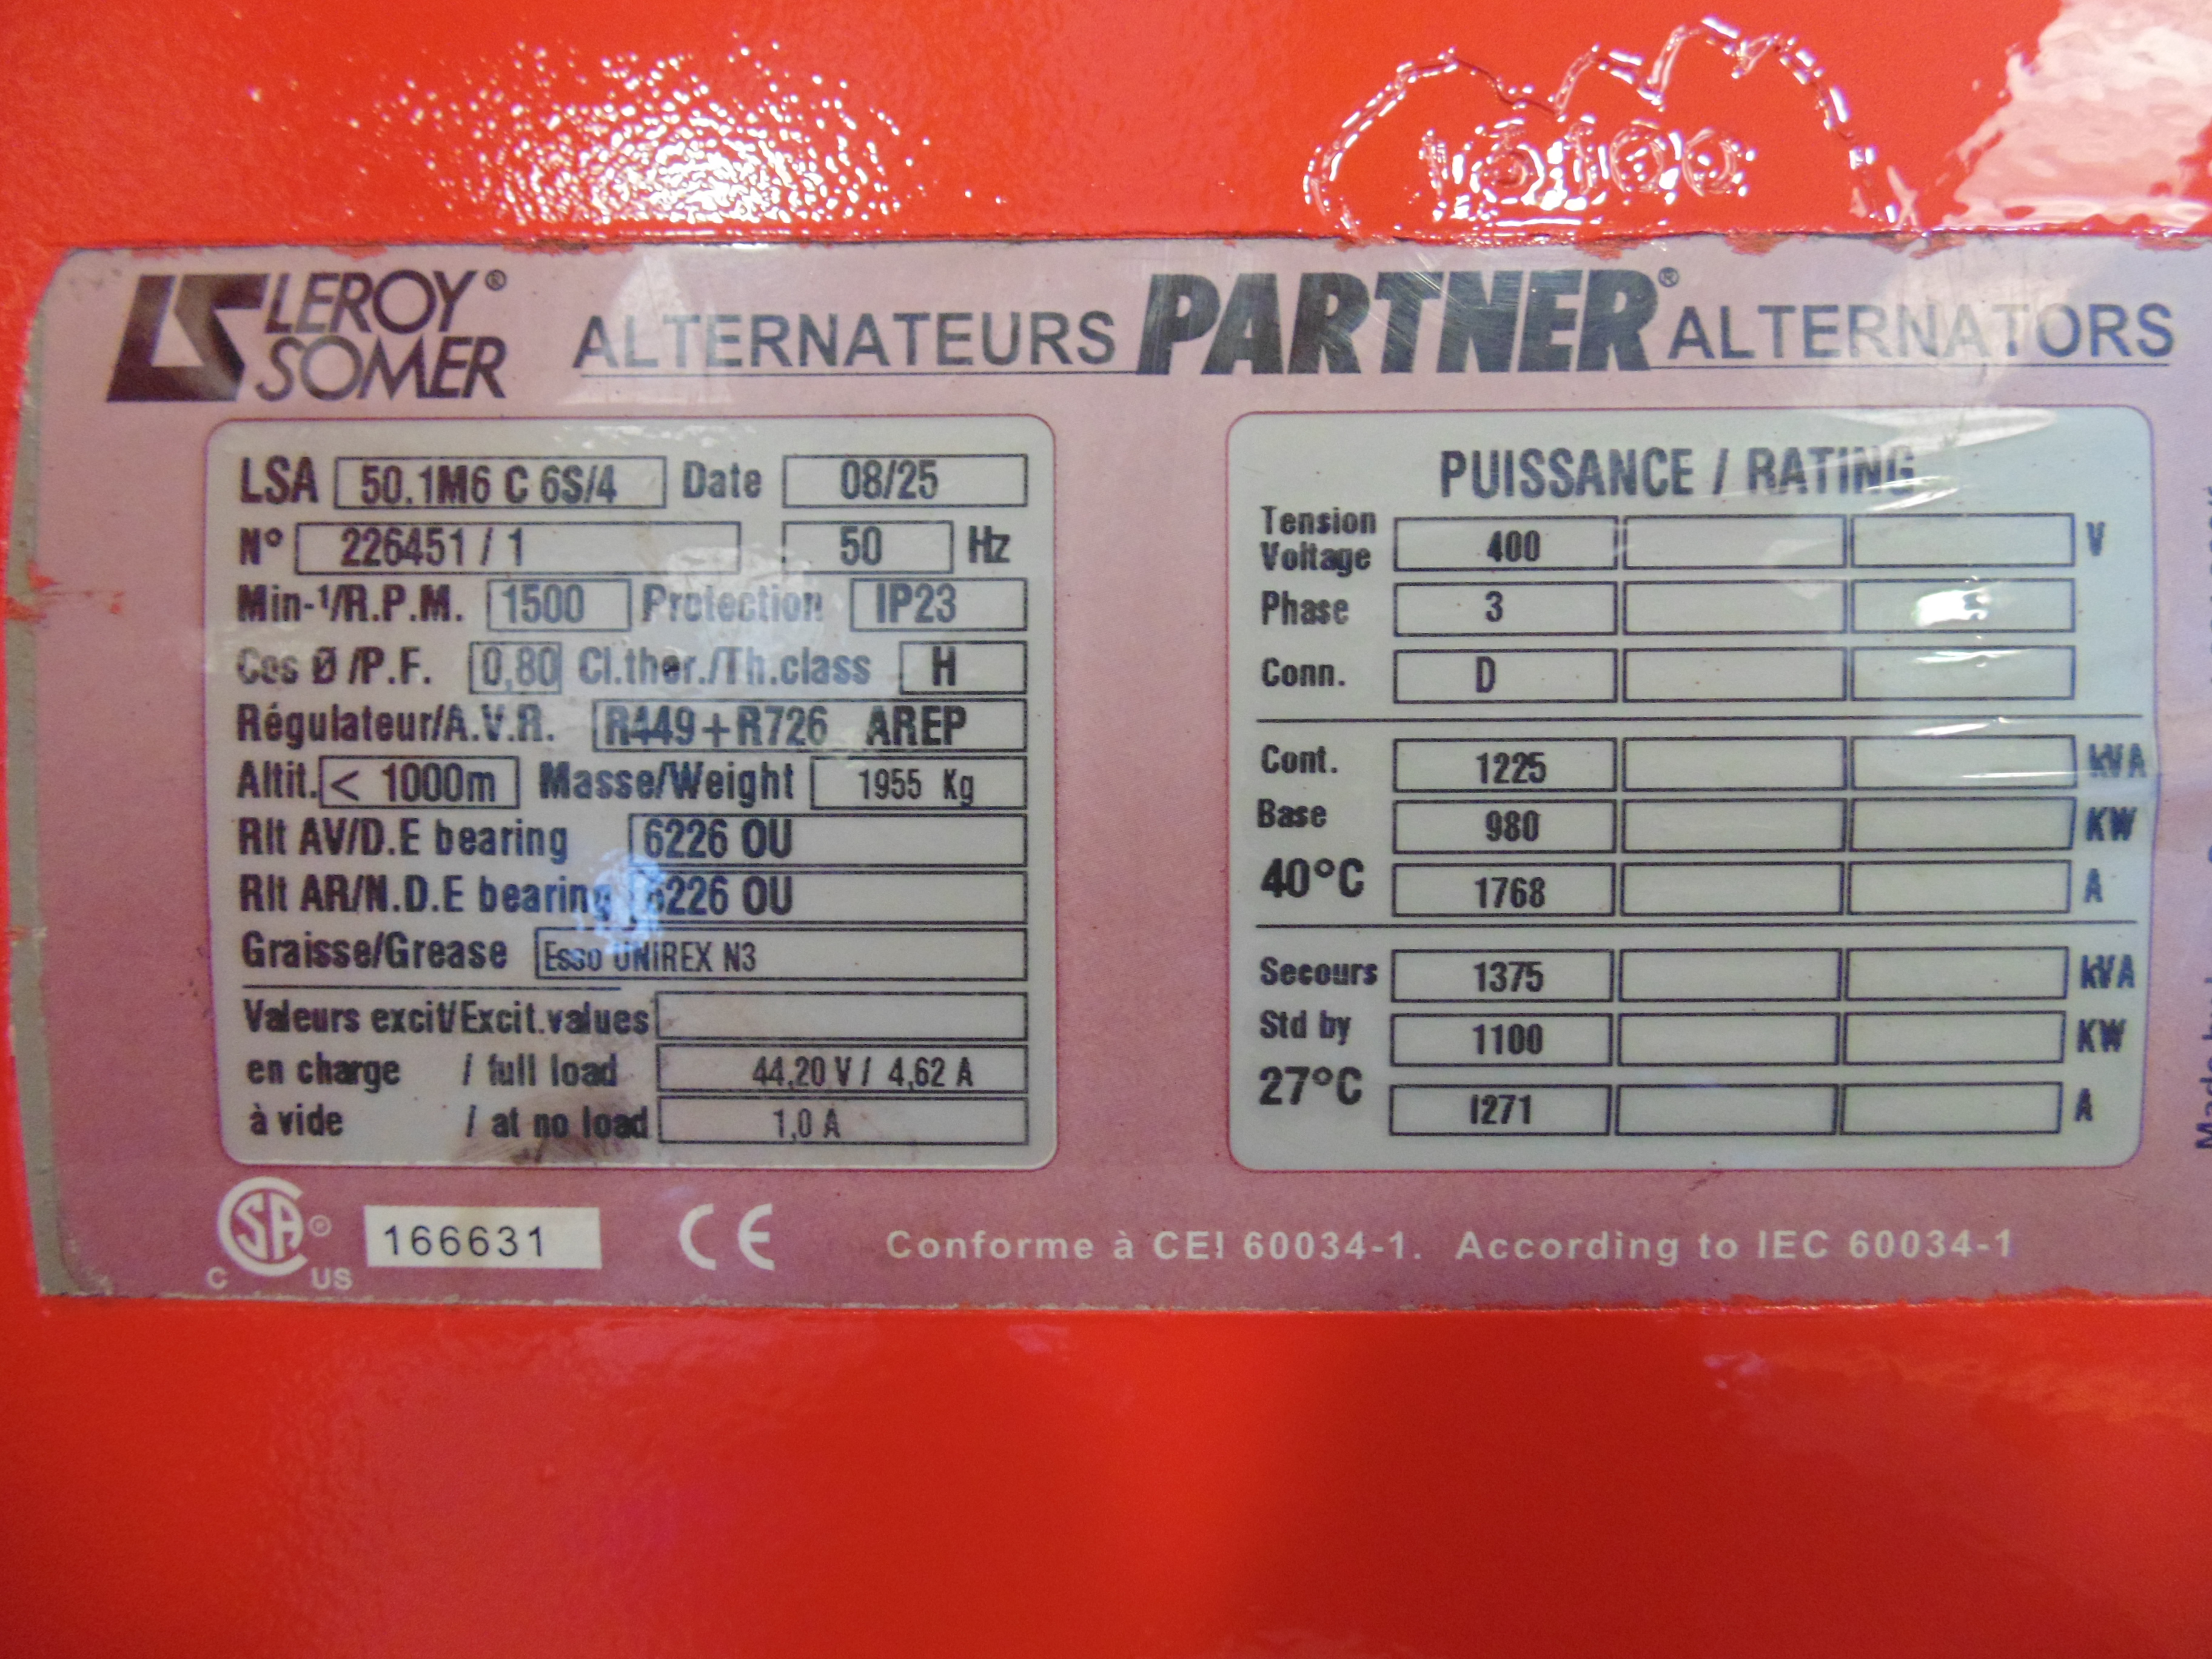 15100
LEROY®
SOMER
ALTERNATEURS PARTNER® ALTERNATORS
LSA 50.1M6 C 6S/4 Date 08/25
N° 226451 / 1 50 Hz
Min-¹/R.P.M. 1500 Protection IP23
Cos Ø /P.F. 0,80 Cl.ther./Th.class H
Régulateur/A.V.R. R449+R726 AREP
Altit. < 1000m Masse/Weight 1955 Kg
Rlt AV/D.E bearing 6226 OU
Rlt AR/N.D.E bearing 6226 OU
Graisse/Grease Esso UNIREX N3
Valeurs excit/Excit.values
en charge / full load 44,20 V / 4,62 A
à vide / at no load 1,0 A
PUISSANCE / RATING
Tension
Voltage 400 V
Phase 3
Conn. D
Cont. 1225 kVA
Base 980 KW
40°C 1768 A
Secours 1375 kVA
Std by 1100 KW
27°C 1271 A
CSA® C US 166631 CE Conforme à CEI 60034-1. According to IEC 60034-1
Made by